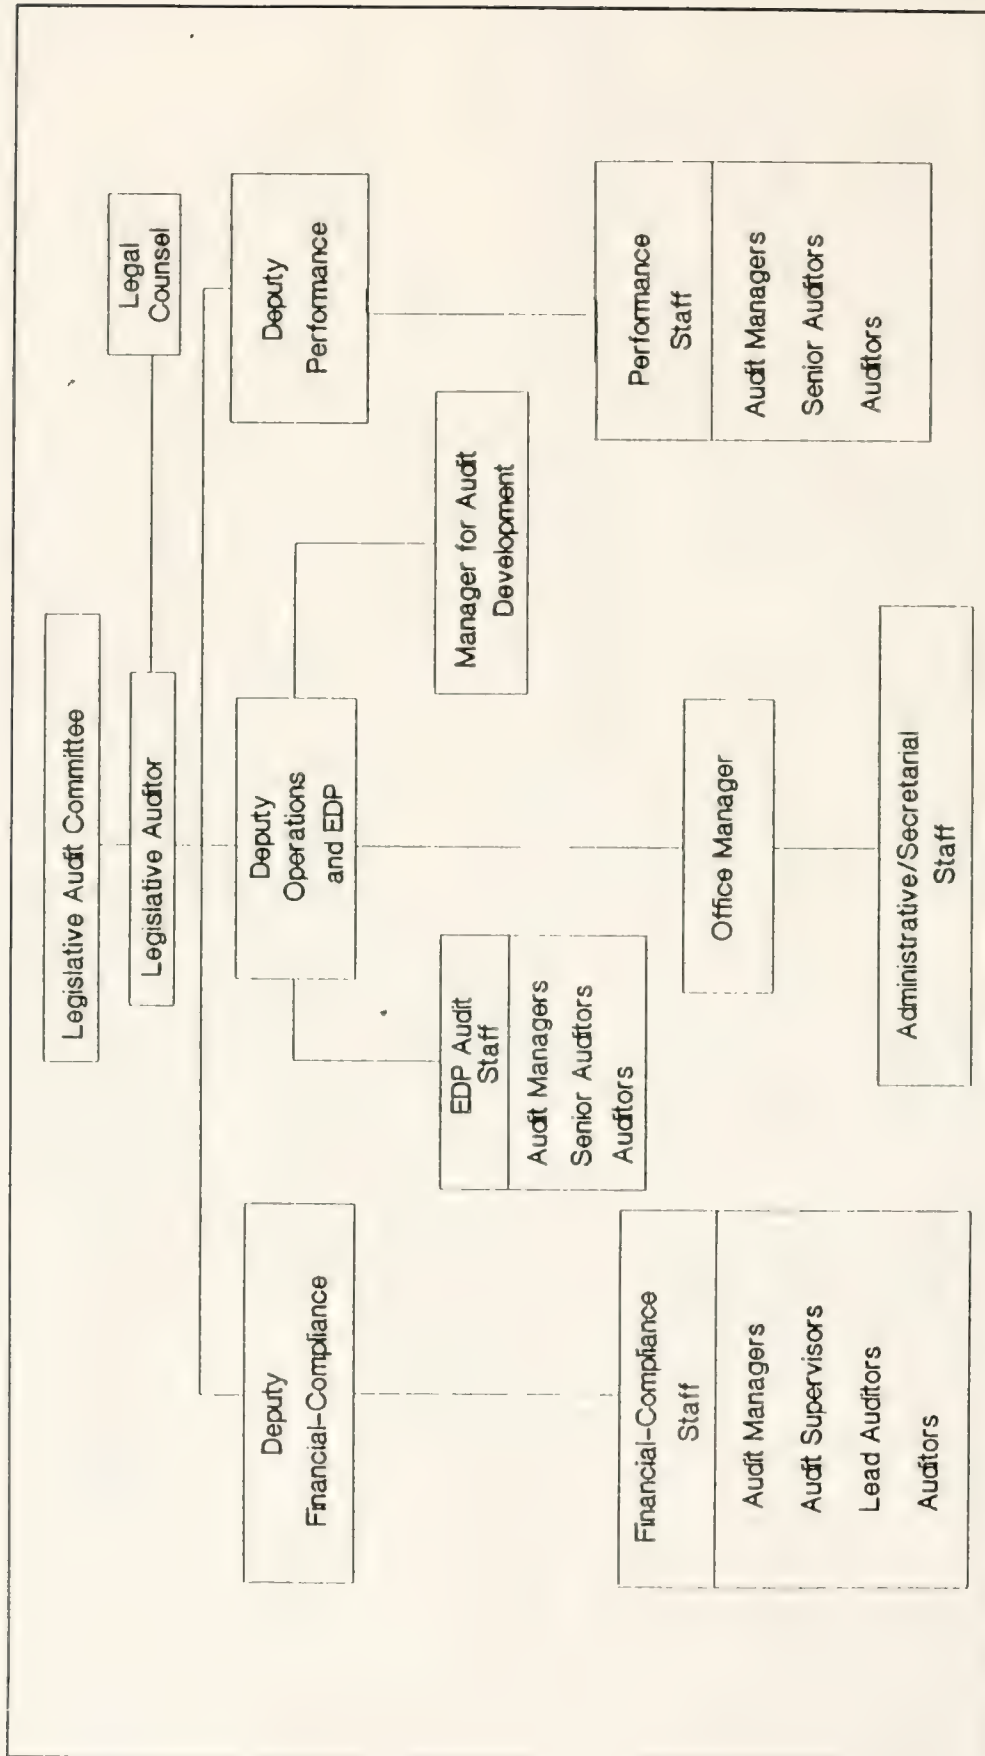 Legislative Audit Committee
Legislative Auditor
Legal
Counsel
Deputy
Financial-Compliance
Deputy
Operations
and EDP
Deputy
Performance
EDP Audit
Staff
Audit Managers
Senior Auditors
Auditors
Manager for Audit
Development
Financial-Compliance
Staff
Audit Managers
Audit Supervisors
Lead Auditors
Auditors
Office Manager
Performance
Staff
Audit Managers
Senior Auditors
Auditors
Administrative/Secretarial
Staff